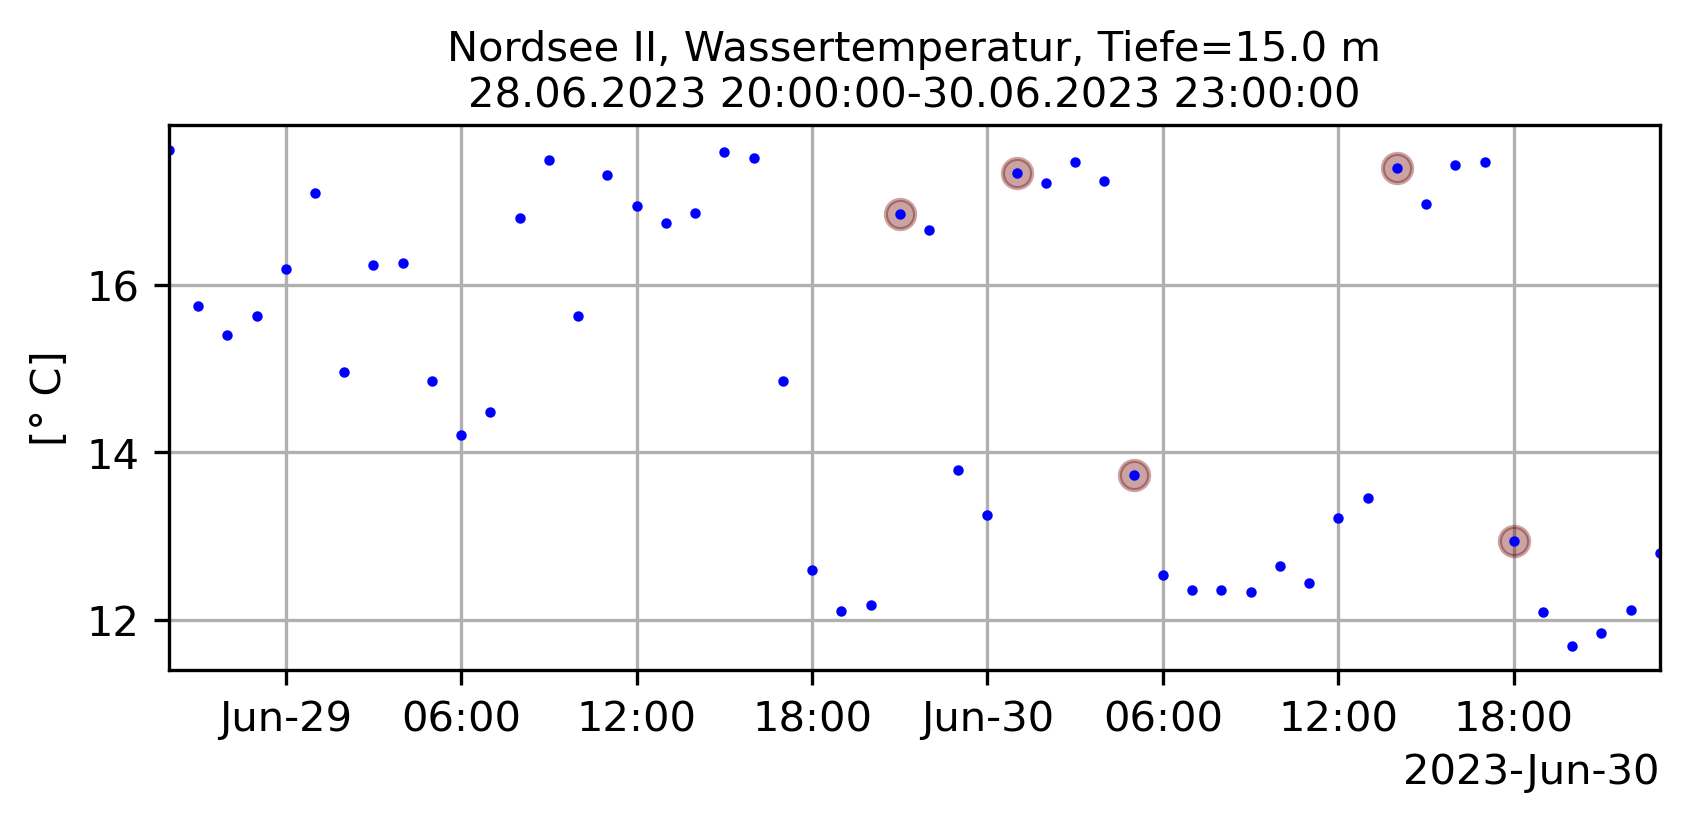 Nordsee II, Wassertemperatur, Tiefe=15.0 m
28.06.2023 20:00:00-30.06.2023 23:00:00
[° C]
16
14
12
Jun-29 06:00 12:00 18:00 Jun-30 06:00 12:00 18:00
2023-Jun-30